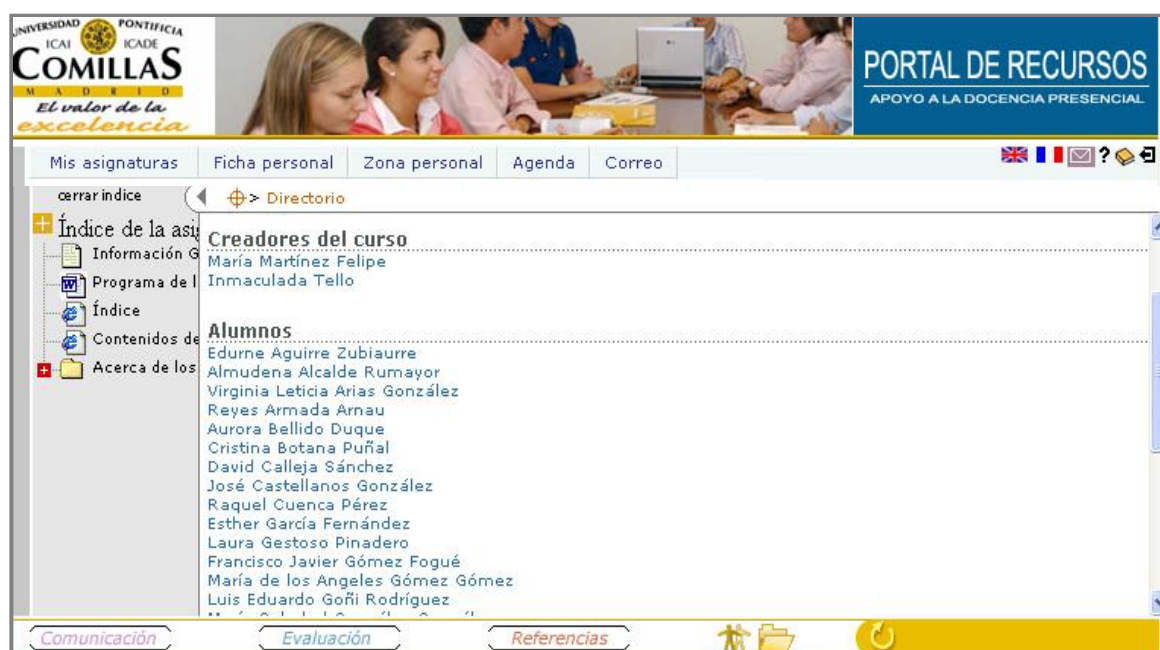 UNIVERSIDAD PONTIFICIA
ICAI ICADE
COMILLAS
M A D R I D
El valor de la
excelencia
PORTAL DE RECURSOS
APOYO A LA DOCENCIA PRESENCIAL
Mis asignaturas Ficha personal Zona personal Agenda Correo ?
cerrar indice > Directorio
Índice de la asig
Información G
Programa de l
Índice
Contenidos de
Acerca de los
Creadores del curso
María Martínez Felipe
Inmaculada Tello
Alumnos
Edurne Aguirre Zubiaurre
Almudena Alcalde Rumayor
Virginia Leticia Arias González
Reyes Armada Arnau
Aurora Bellido Duque
Cristina Botana Puñal
David Calleja Sánchez
José Castellanos González
Raquel Cuenca Pérez
Esther García Fernández
Laura Gestoso Pinadero
Francisco Javier Gómez Fogué
María de los Angeles Gómez Gómez
Luis Eduardo Goñi Rodríguez
Comunicación Evaluación Referencias